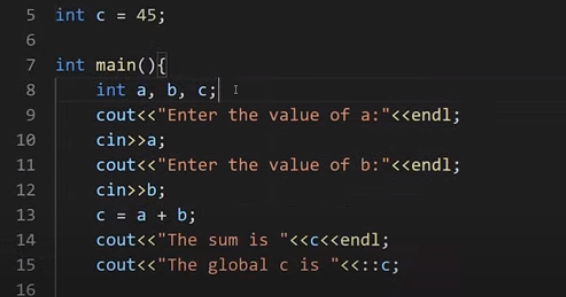 5 int c = 45;
6
7 int main(){
8 int a, b, c;
9 cout<<"Enter the value of a:"<<endl;
10 cin>>a;
11 cout<<"Enter the value of b:"<<endl;
12 cin>>b;
13 c = a + b;
14 cout<<"The sum is "<<c<<endl;
15 cout<<"The global c is "<<::c;
16